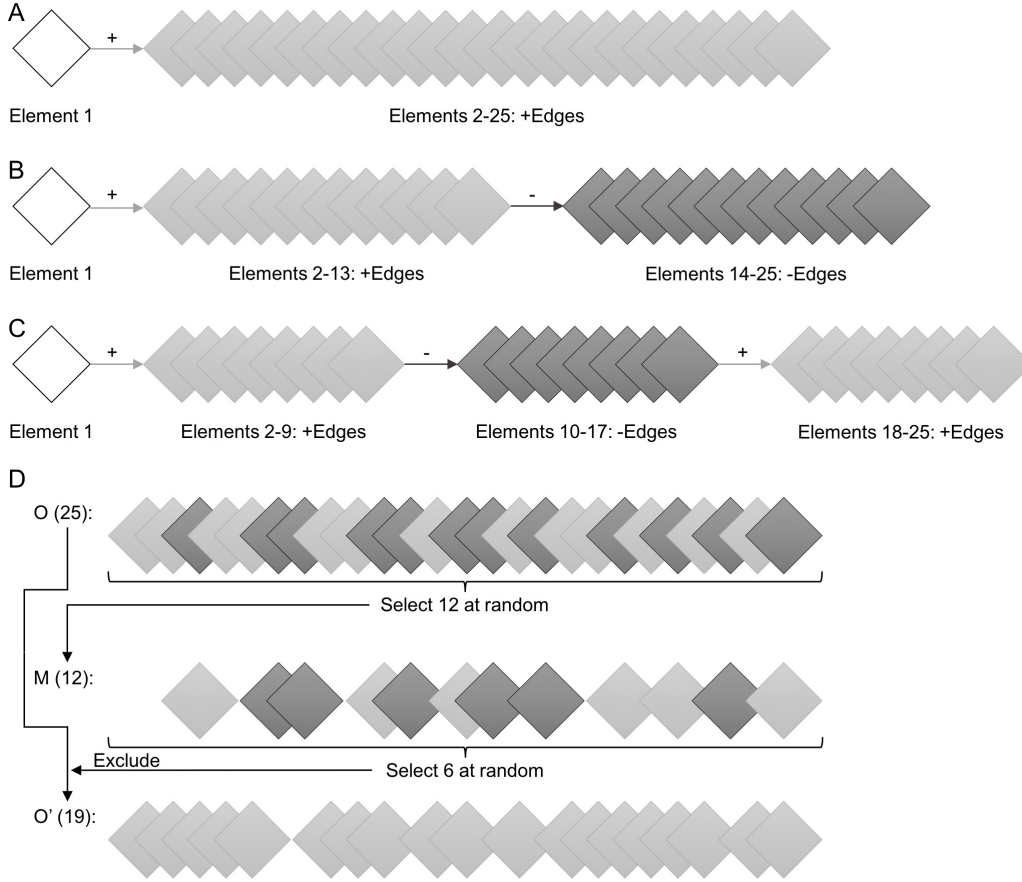 A
+
Element 1
Elements 2-25: +Edges
B
+
-
Element 1
Elements 2-13: +Edges
Elements 14-25: -Edges
C
+
-
+
Element 1
Elements 2-9: +Edges
Elements 10-17: -Edges
Elements 18-25: +Edges
D
O (25):
Select 12 at random
M (12):
Exclude
Select 6 at random
O’ (19):